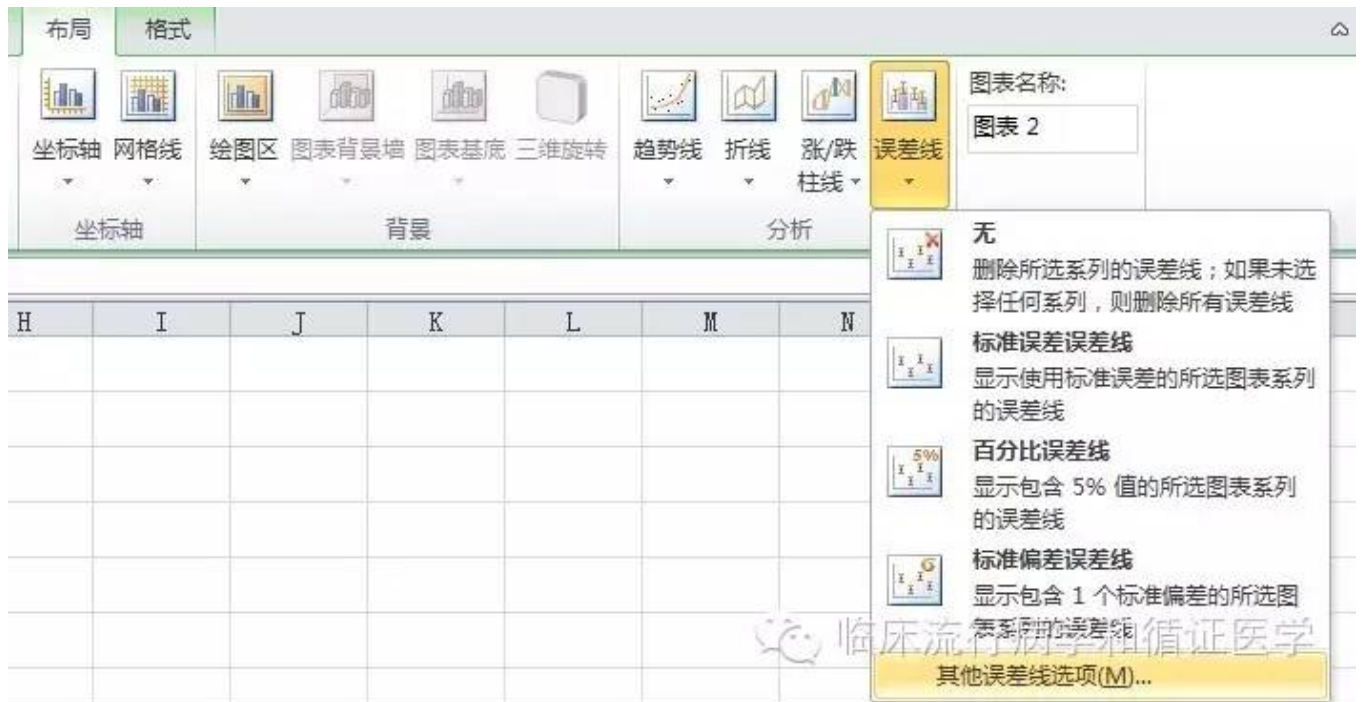 布局 格式
图表名称:
图表 2
坐标轴 网格线 绘图区 图表背景墙 图表基底 三维旋转 趋势线 折线 涨/跌 误差线
柱线
坐标轴 背景 分析
H I J K L M N
无
删除所选系列的误差线；如果未选
择任何系列，则删除所有误差线
标准误差误差线
显示使用标准误差的所选图表系列
的误差线
5%
百分比误差线
显示包含 5% 值的所选图表系列
的误差线
标准偏差误差线
显示包含 1 个标准偏差的所选图
表系列的误差线
临床流行病学和循证医学
其他误差线选项(M)...